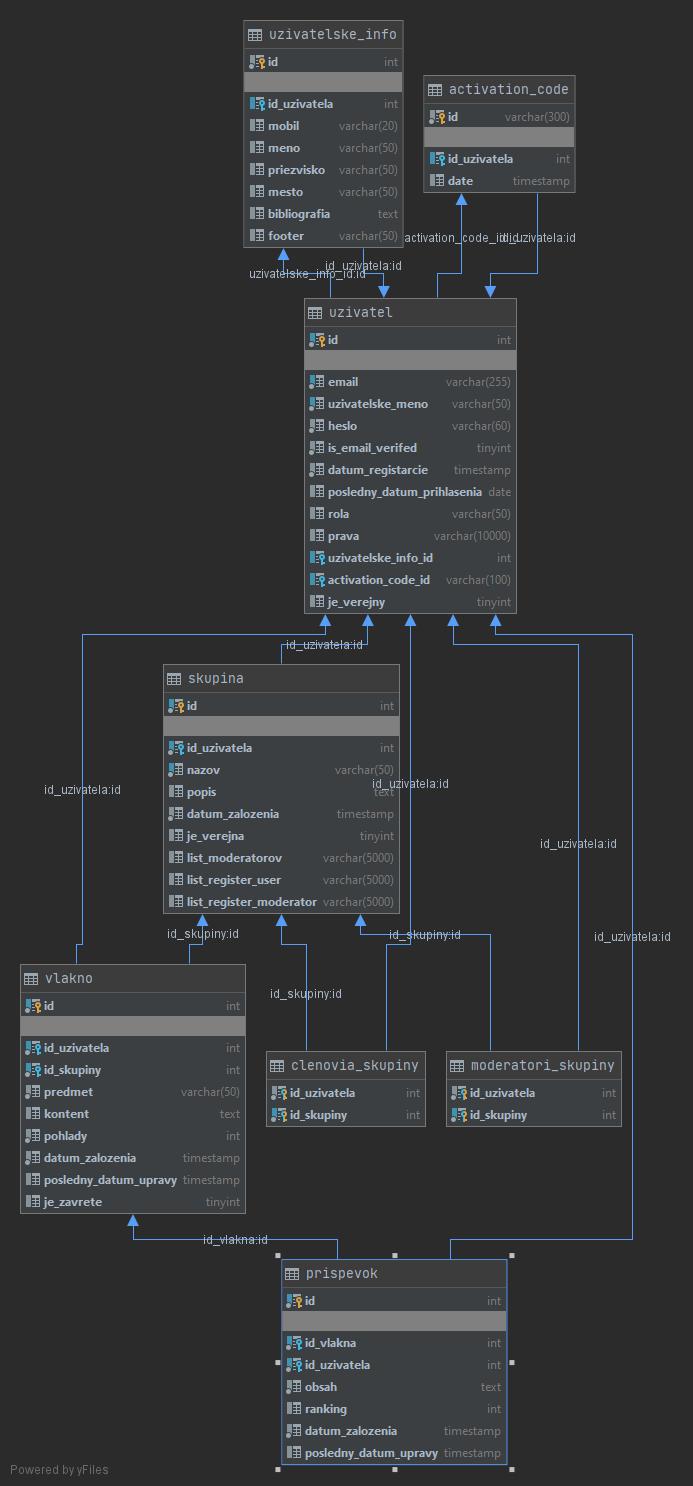 uzivatelske_info
id int
id_uzivatela int
mobil varchar(20)
meno varchar(50)
priezvisko varchar(50)
mesto varchar(50)
bibliografia text
footer varchar(50)
activation_code
id varchar(300)
id_uzivatela int
date timestamp
activation_code_id:id
id_uzivatela:id
id_uzivatela:id
uzivatelske_info_id:id
uzivatel
id int
email varchar(255)
uzivatelske_meno varchar(50)
heslo varchar(60)
is_email_verifed tinyint
datum_registarcie timestamp
posledny_datum_prihlasenia date
rola varchar(50)
prava varchar(10000)
uzivatelske_info_id int
activation_code_id varchar(100)
je_verejny tinyint
id_uzivatela:id
skupina
id int
id_uzivatela int
nazov varchar(50)
popis text
datum_zalozenia timestamp
je_verejna tinyint
list_moderatorov varchar(5000)
list_register_user varchar(5000)
list_register_moderator varchar(5000)
id_uzivatela:id
id_uzivatela:id
id_uzivatela:id
id_uzivatela:id
id_skupiny:id
id_skupiny:id
id_skupiny:id
vlakno
id int
id_uzivatela int
id_skupiny int
predmet varchar(50)
kontent text
pohlady int
datum_zalozenia timestamp
posledny_datum_upravy timestamp
je_zavrete tinyint
clenovia_skupiny
id_uzivatela int
id_skupiny int
moderatori_skupiny
id_uzivatela int
id_skupiny int
id_vlakna:id
prispevok
id int
id_vlakna int
id_uzivatela int
obsah text
ranking int
datum_zalozenia timestamp
posledny_datum_upravy timestamp
Powered by yFiles